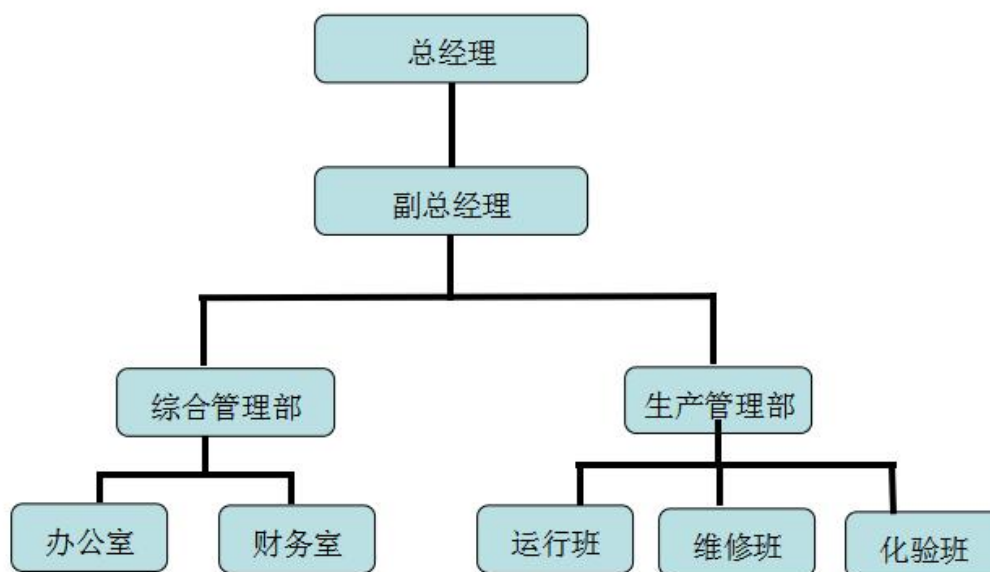 总经理
副总经理
综合管理部
生产管理部
办公室
财务室
运行班
维修班
化验班